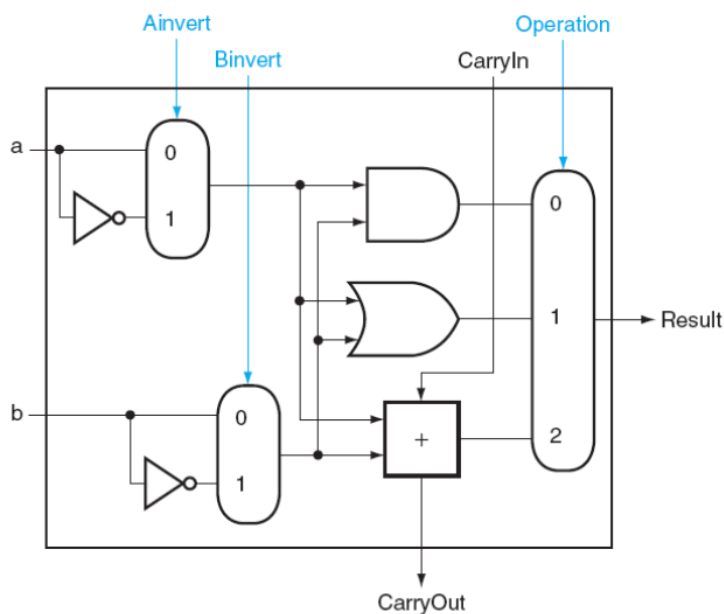 Ainvert
Operation
Binvert
CarryIn
a
0
1
0
1
Result
b
0
1
+
2
CarryOut